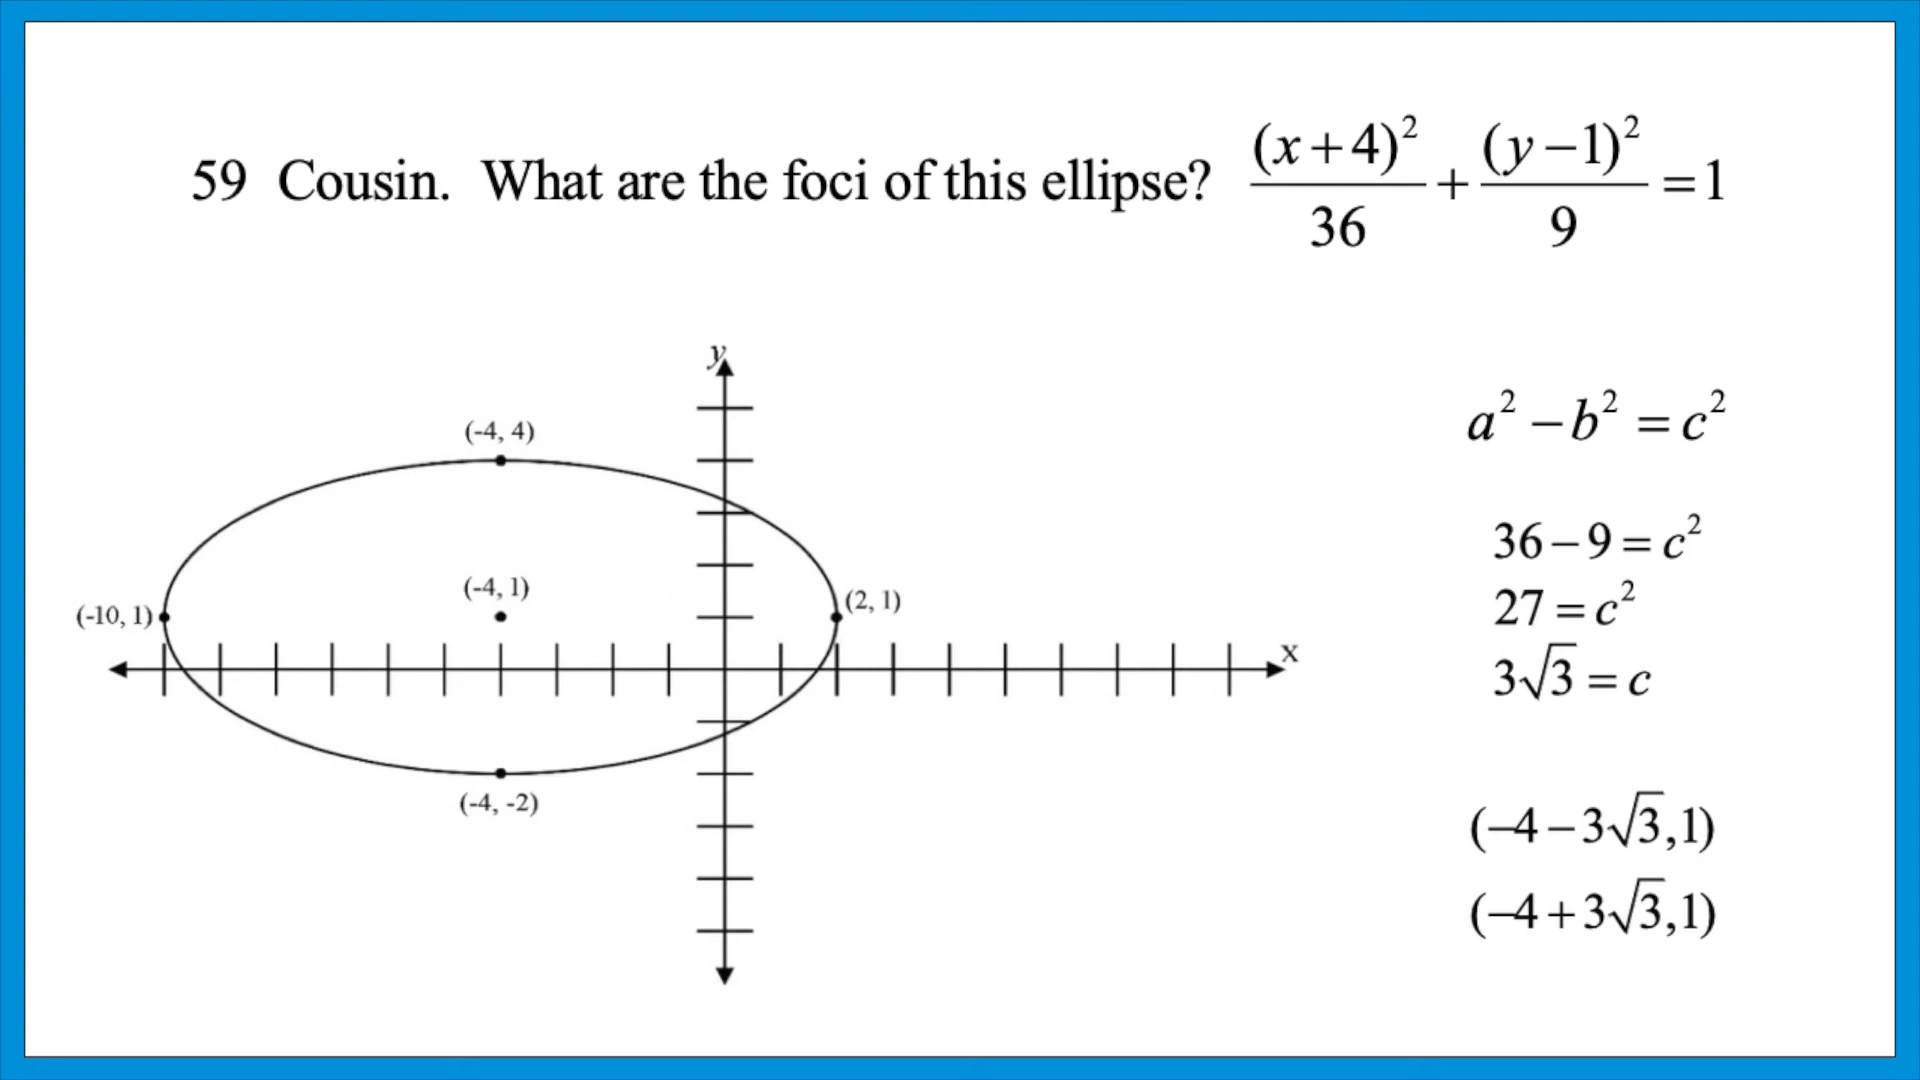 59 Cousin. What are the foci of this ellipse? (x+4)²/36 + (y−1)²/9 = 1
y
(-4, 4)
a² − b² = c²
36 − 9 = c²
(-4, 1)
(-10, 1)
(2, 1)
27 = c²
x
3√3 = c
(-4, -2)
(−4−3√3,1)
(−4+3√3,1)